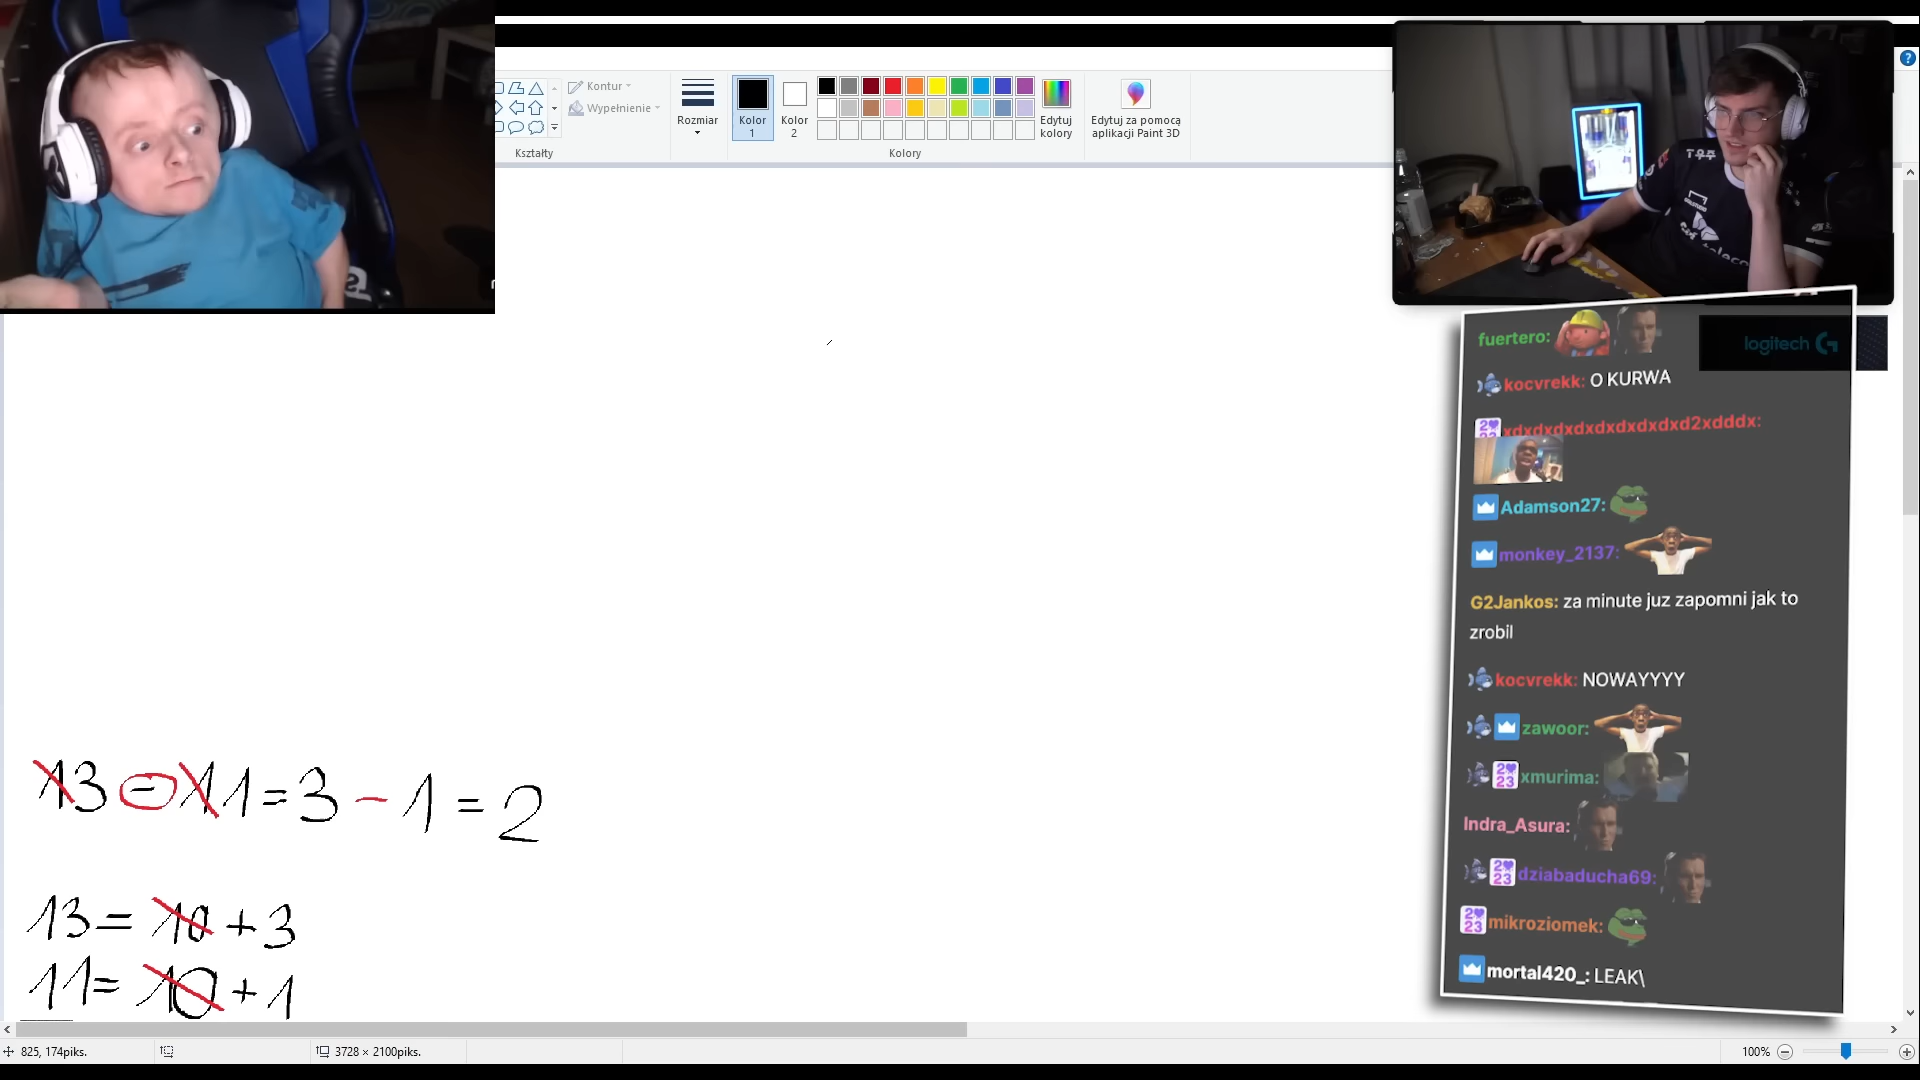 Kontur
Wypełnienie
Kształty
Rozmiar
Kolor 1
Kolor 2
Edytuj kolory
Kolory
Edytuj za pomocą aplikacji Paint 3D
?
logitech G
fuertero:
kocvrekk: O KURWA
xdxdxdxdxdxdxdxdxd2xdddx:
Adamson27:
monkey_2137:
G2Jankos: za minute juz zapomni jak to
zrobil
kocvrekk: NOWAYYYY
zawoor:
xmurima:
Indra_Asura:
dziabaducha69:
mikroziomek:
mortal420_: LEAK\
13 - 11 = 3 - 1 = 2
13 = 10 + 3
11 = 10 + 1
825, 174piks.
3728 × 2100piks.
100%